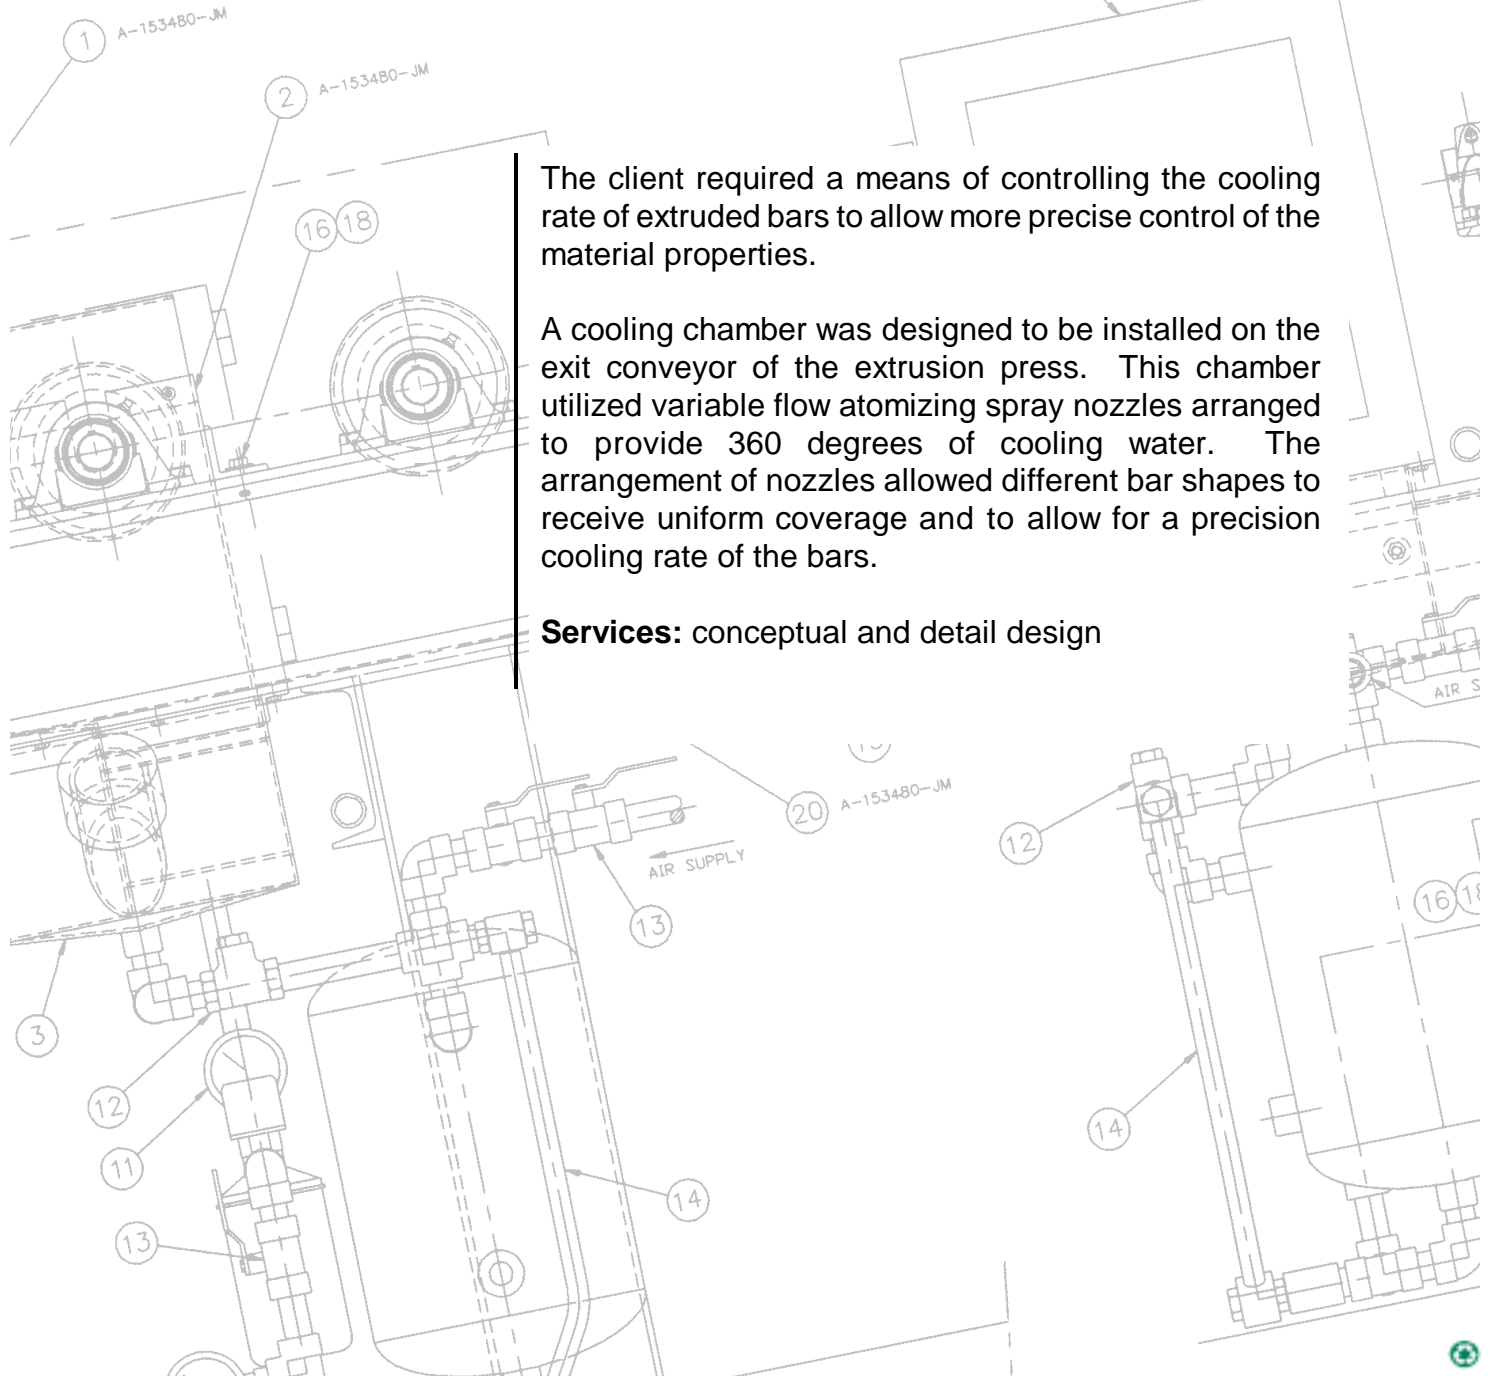 1 A-153480-JM
2 A-153480-JM
16 18
The client required a means of controlling the cooling
rate of extruded bars to allow more precise control of the
material properties.
A cooling chamber was designed to be installed on the
exit conveyor of the extrusion press. This chamber
utilized variable flow atomizing spray nozzles arranged
to provide 360 degrees of cooling water. The
arrangement of nozzles allowed different bar shapes to
receive uniform coverage and to allow for a precision
cooling rate of the bars.
Services: conceptual and detail design
AIR S
20 A-153480-JM
12
AIR SUPPLY
13
16 18
3
12
11
13
14
14